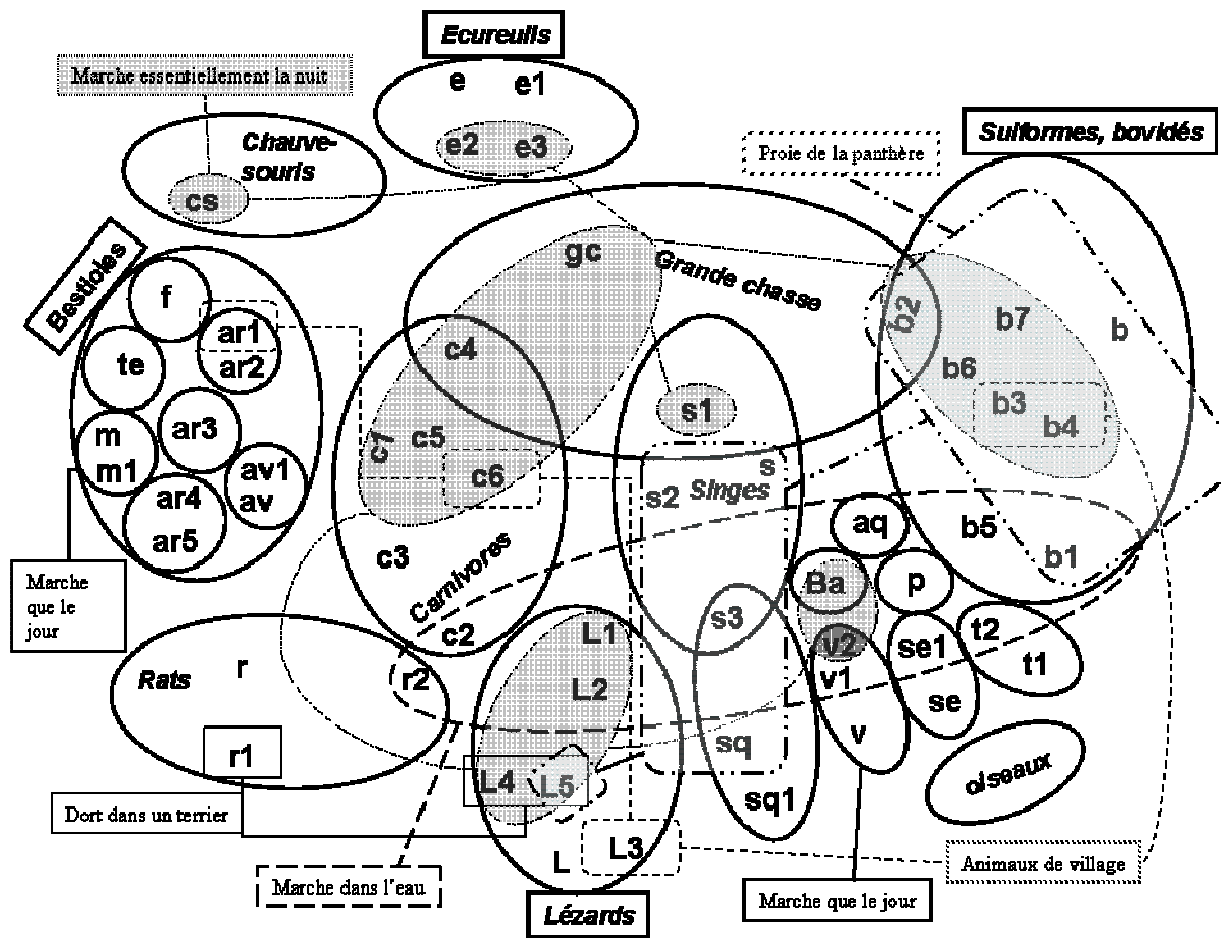 Ecureuils
Marche essentiellement la nuit
e e1
e2 e3
Chauve-
souris
cs
Proie de la panthère
Suiformes, bovidés
Bestioles
f
ar1
ar2
te
ar3
m
m1
av1
av
ar4
ar5
gc
Grande chasse
c4
c1
c5
c6
c3
Carnivores
c2
s1
s
s2 Singes
s3
b2
b7
b
b6
b3
b4
b5
b1
aq
Ba
p
v2
v1
v
se1
se
t2
t1
oiseaux
Marche
que le
jour
Rats
r
r2
r1
L1
L2
L4 L5
L
L3
sq
sq1
Dort dans un terrier
Marche dans l'eau
Lézards
Marche que le jour
Animaux de village